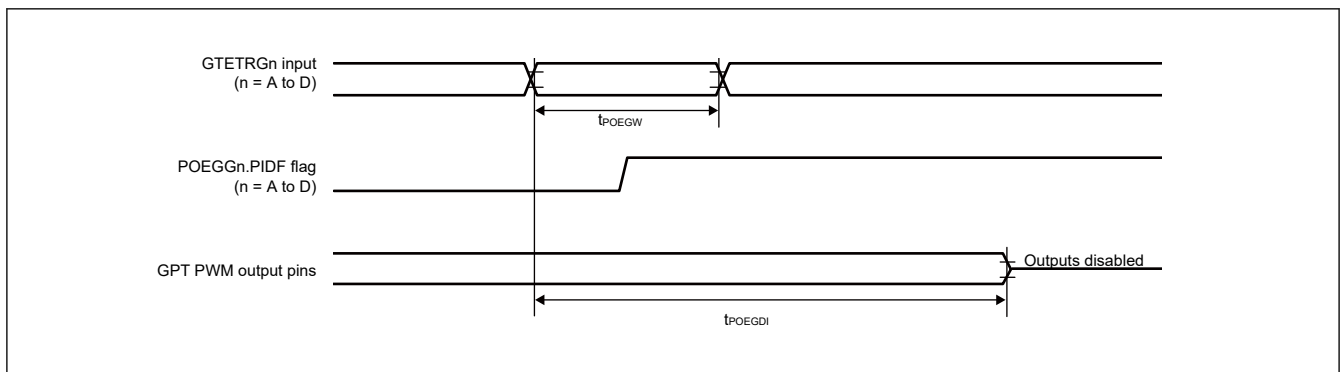 GTETRGn input
(n = A to D)
tPOEGW
POEGGn.PIDF flag
(n = A to D)
GPT PWM output pins
Outputs disabled
tPOEGDI